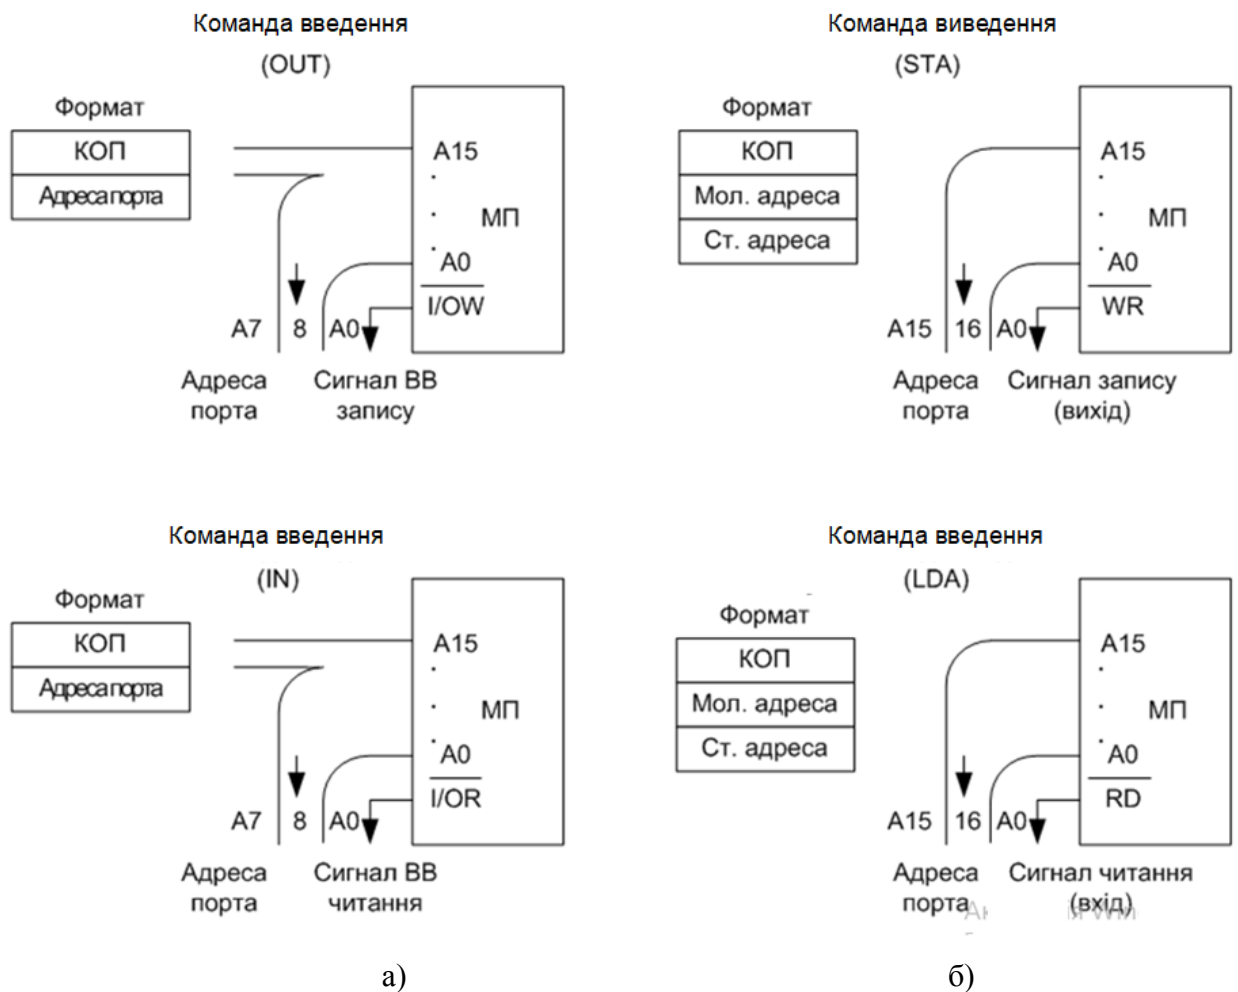 Команда введення
(OUT)
Формат
КОП
Адреса порта
A15
МП
A0
I/OW
A7 8 A0
Адреса порта
Сигнал ВВ запису
Команда виведення
(STA)
Формат
КОП
Мол. адреса
Ст. адреса
A15
МП
A0
WR
A15 16 A0
Адреса порта
Сигнал запису (вихід)
Команда введення
(IN)
Формат
КОП
Адреса порта
A15
МП
A0
I/OR
A7 8 A0
Адреса порта
Сигнал ВВ читання
Команда введення
(LDA)
Формат
КОП
Мол. адреса
Ст. адреса
A15
МП
A0
RD
A15 16 A0
Адреса порта
Сигнал читання (вхід)
а)
б)